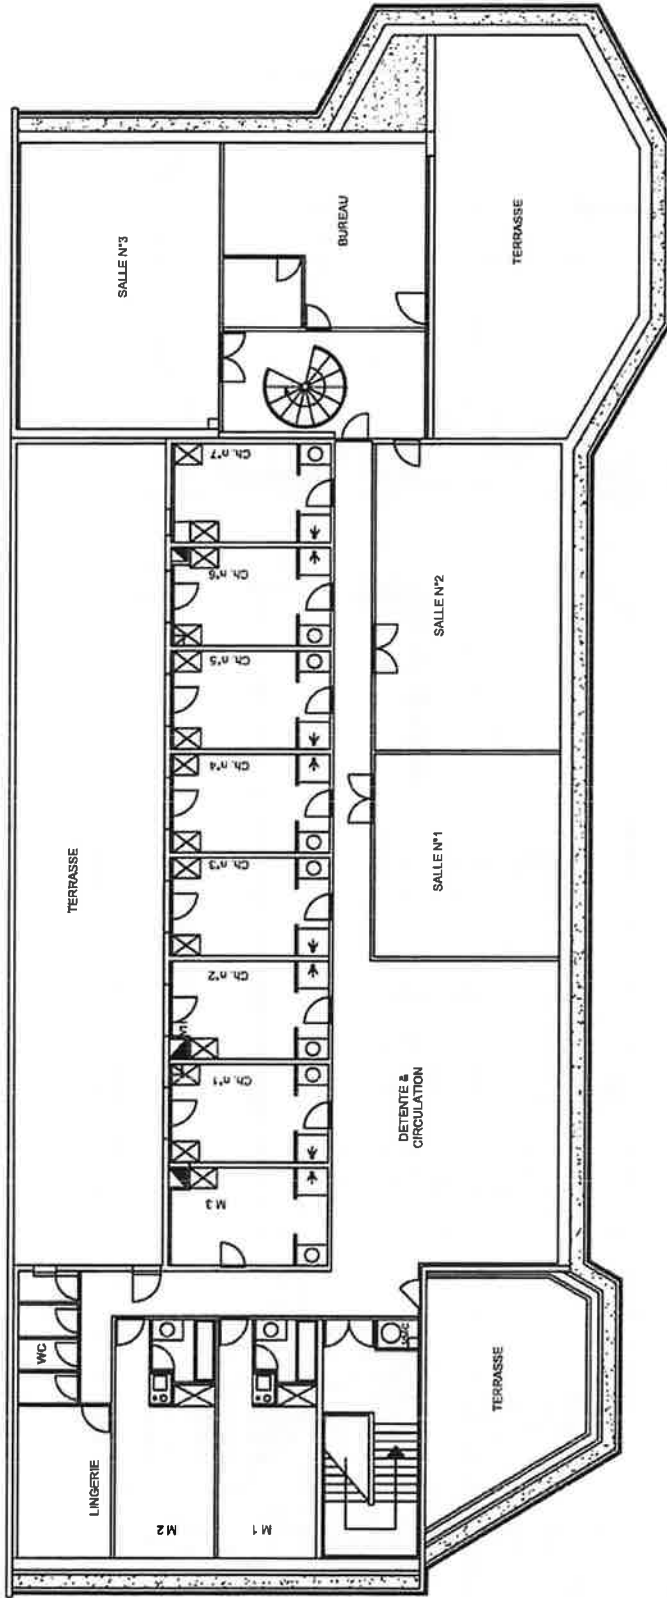 SALLE N°3
BUREAU
TERRASSE
Ch. n°7
Ch. n°6
Ch. n°5
Ch. n°4
Ch. n°3
Ch. n°2
Ch. n°1
M 3
TERRASSE
SALLE N°2
SALLE N°1
DETENTE &
CIRCULATION
WC
LINGERIE
M 2
M 1
TERRASSE